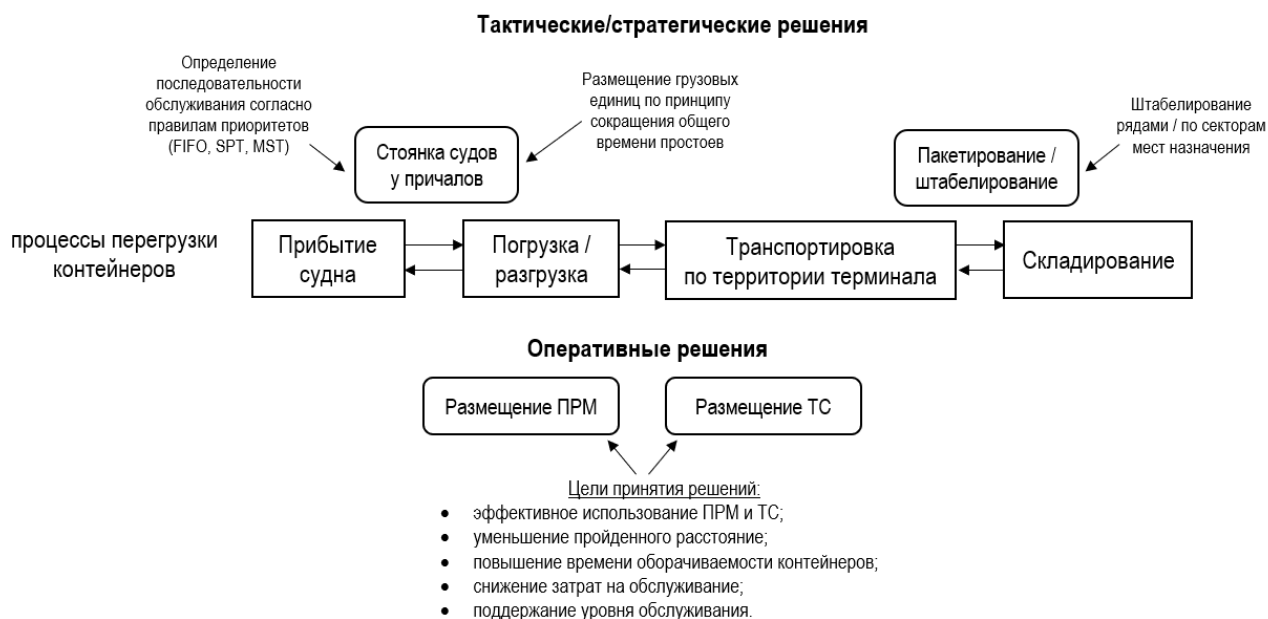 Тактические/стратегические решения
Определение
последовательности
обслуживания согласно
правилам приоритетов
(FIFO, SPT, MST)
Размещение грузовых
единиц по принципу
сокращения общего
времени простоев
Штабелирование
рядами / по секторам
мест назначения
Стоянка судов
у причалов
Пакетирование /
штабелирование
процессы перегрузки
контейнеров
Прибытие
судна
Погрузка /
разгрузка
Транспортировка
по территории терминала
Складирование
Оперативные решения
Размещение ПРМ
Размещение ТС
Цели принятия решений:
● эффективное использование ПРМ и ТС;
● уменьшение пройденного расстояние;
● повышение времени оборачиваемости контейнеров;
● снижение затрат на обслуживание;
● поддержание уровня обслуживания.